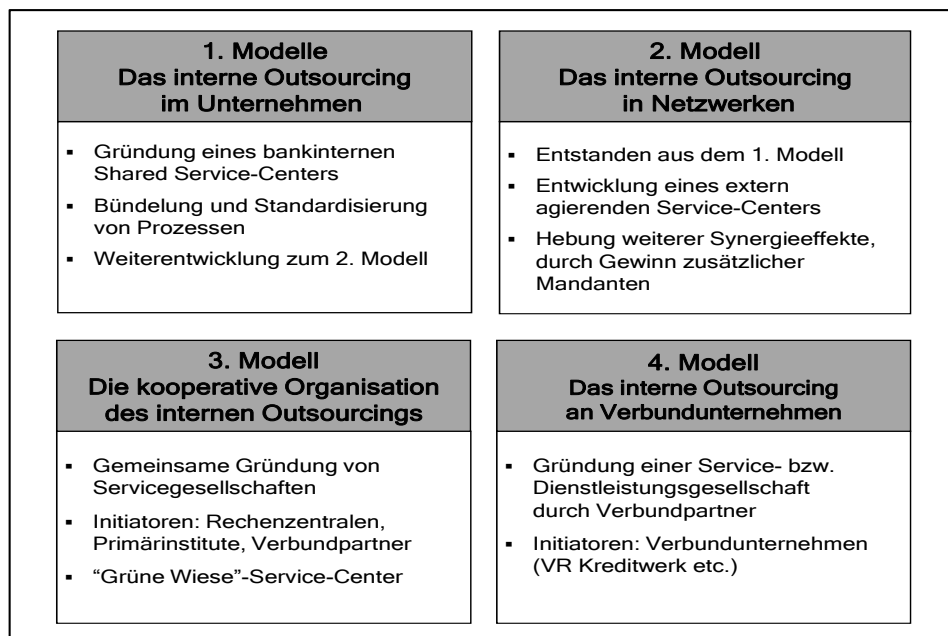 1. Modelle
Das interne Outsourcing
im Unternehmen
▪ Gründung eines bankinternen
Shared Service-Centers
▪ Bündelung und Standardisierung
von Prozessen
▪ Weiterentwicklung zum 2. Modell
2. Modell
Das interne Outsourcing
in Netzwerken
▪ Entstanden aus dem 1. Modell
▪ Entwicklung eines extern
agierenden Service-Centers
▪ Hebung weiterer Synergieeffekte,
durch Gewinn zusätzlicher
Mandanten
3. Modell
Die kooperative Organisation
des internen Outsourcings
▪ Gemeinsame Gründung von
Servicegesellschaften
▪ Initiatoren: Rechenzentralen,
Primärinstitute, Verbundpartner
▪ “Grüne Wiese”-Service-Center
4. Modell
Das interne Outsourcing
an Verbundunternehmen
▪ Gründung einer Service- bzw.
Dienstleistungsgesellschaft
durch Verbundpartner
▪ Initiatoren: Verbundunternehmen
(VR Kreditwerk etc.)